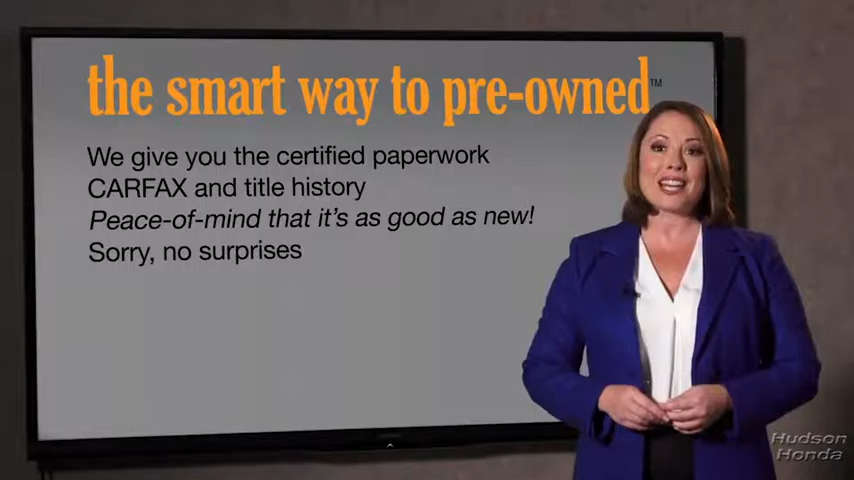 the smart way to pre-owned™
We give you the certified paperwork
CARFAX and title history
Peace-of-mind that it's as good as new!
Sorry, no surprises
Hudson
Honda